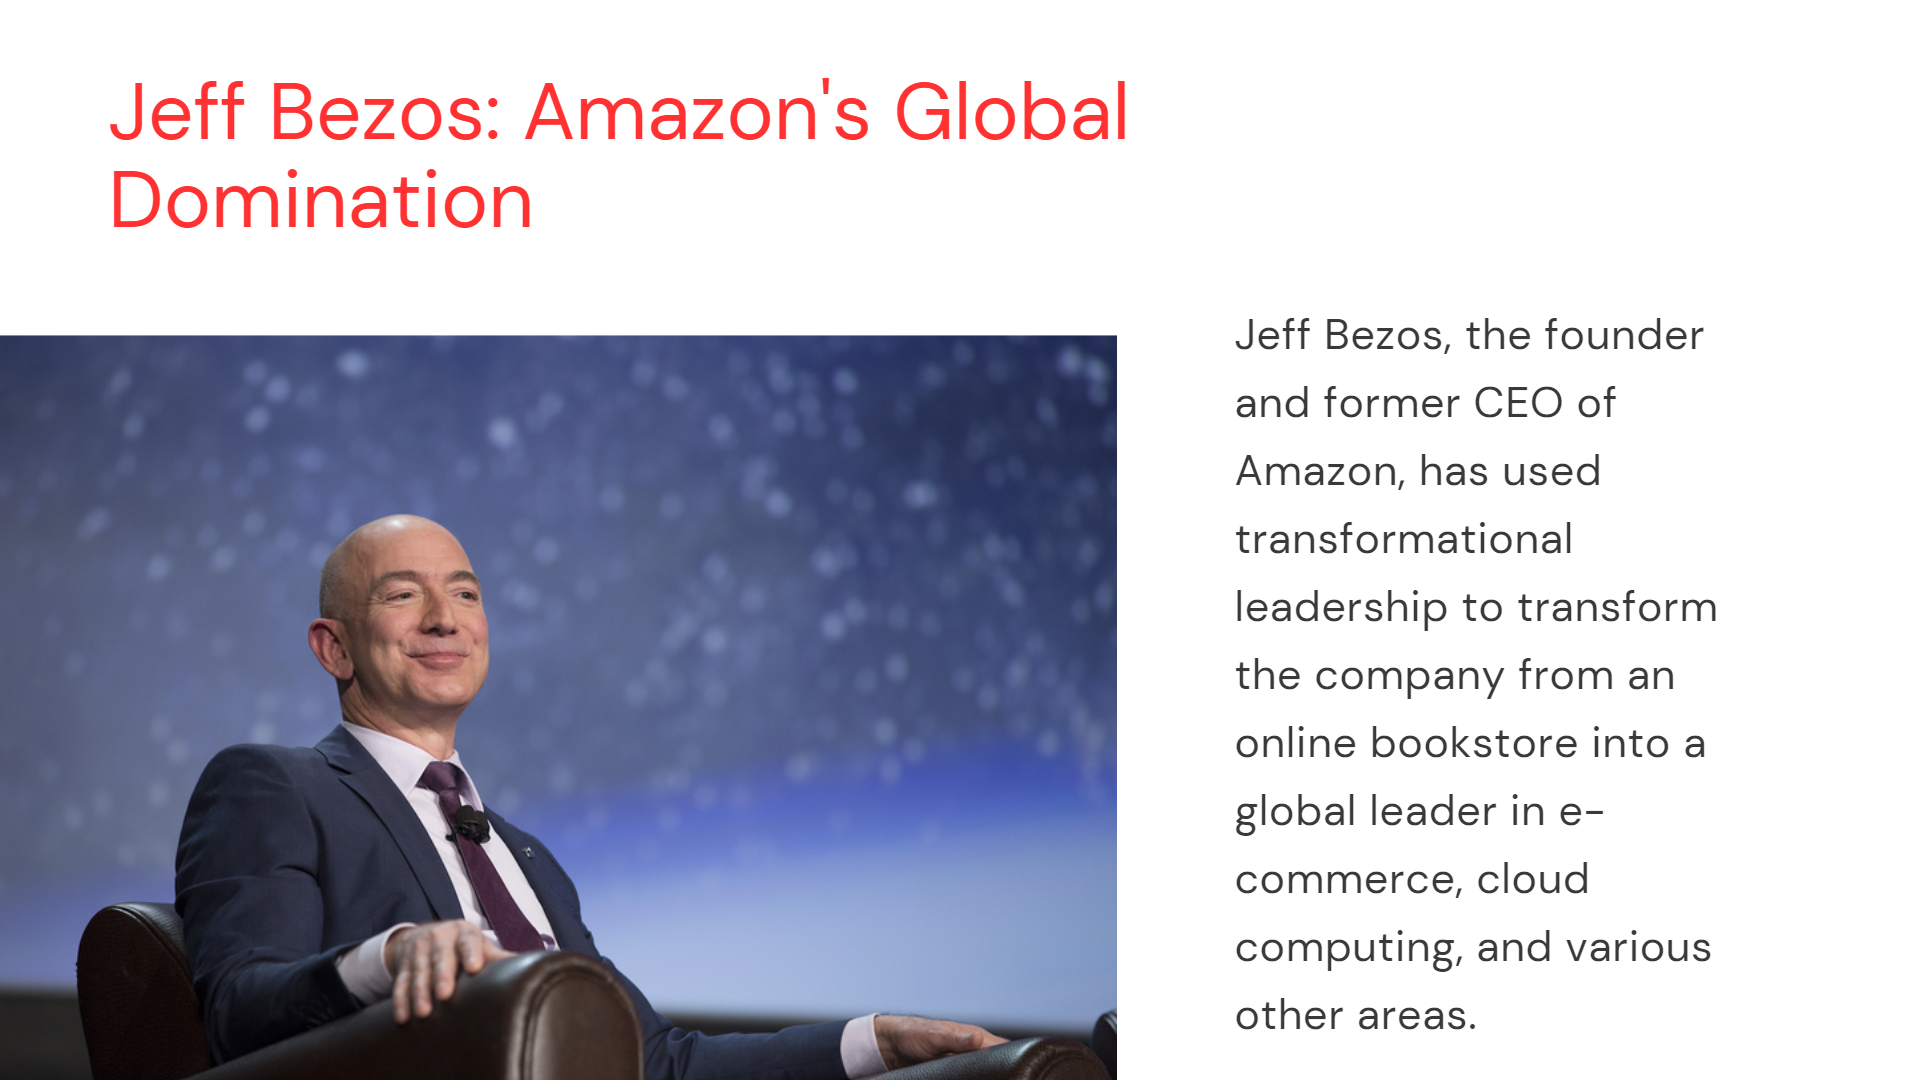 Jeff Bezos: Amazon's Global
Domination
Jeff Bezos, the founder
and former CEO of
Amazon, has used
transformational
leadership to transform
the company from an
online bookstore into a
global leader in e-
commerce, cloud
computing, and various
other areas.